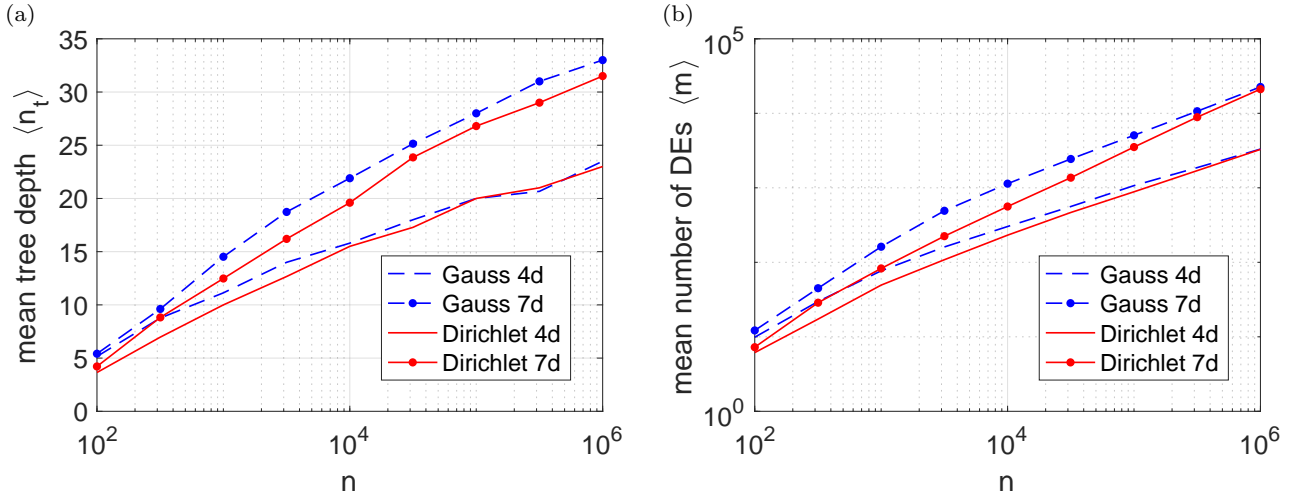 (a)
35
30
25
20
15
10
5
0
mean tree depth ⟨n_t⟩
10^2
10^4
10^6
n
Gauss 4d
Gauss 7d
Dirichlet 4d
Dirichlet 7d
(b)
10^5
10^0
mean number of DEs ⟨m⟩
10^2
10^4
10^6
n
Gauss 4d
Gauss 7d
Dirichlet 4d
Dirichlet 7d